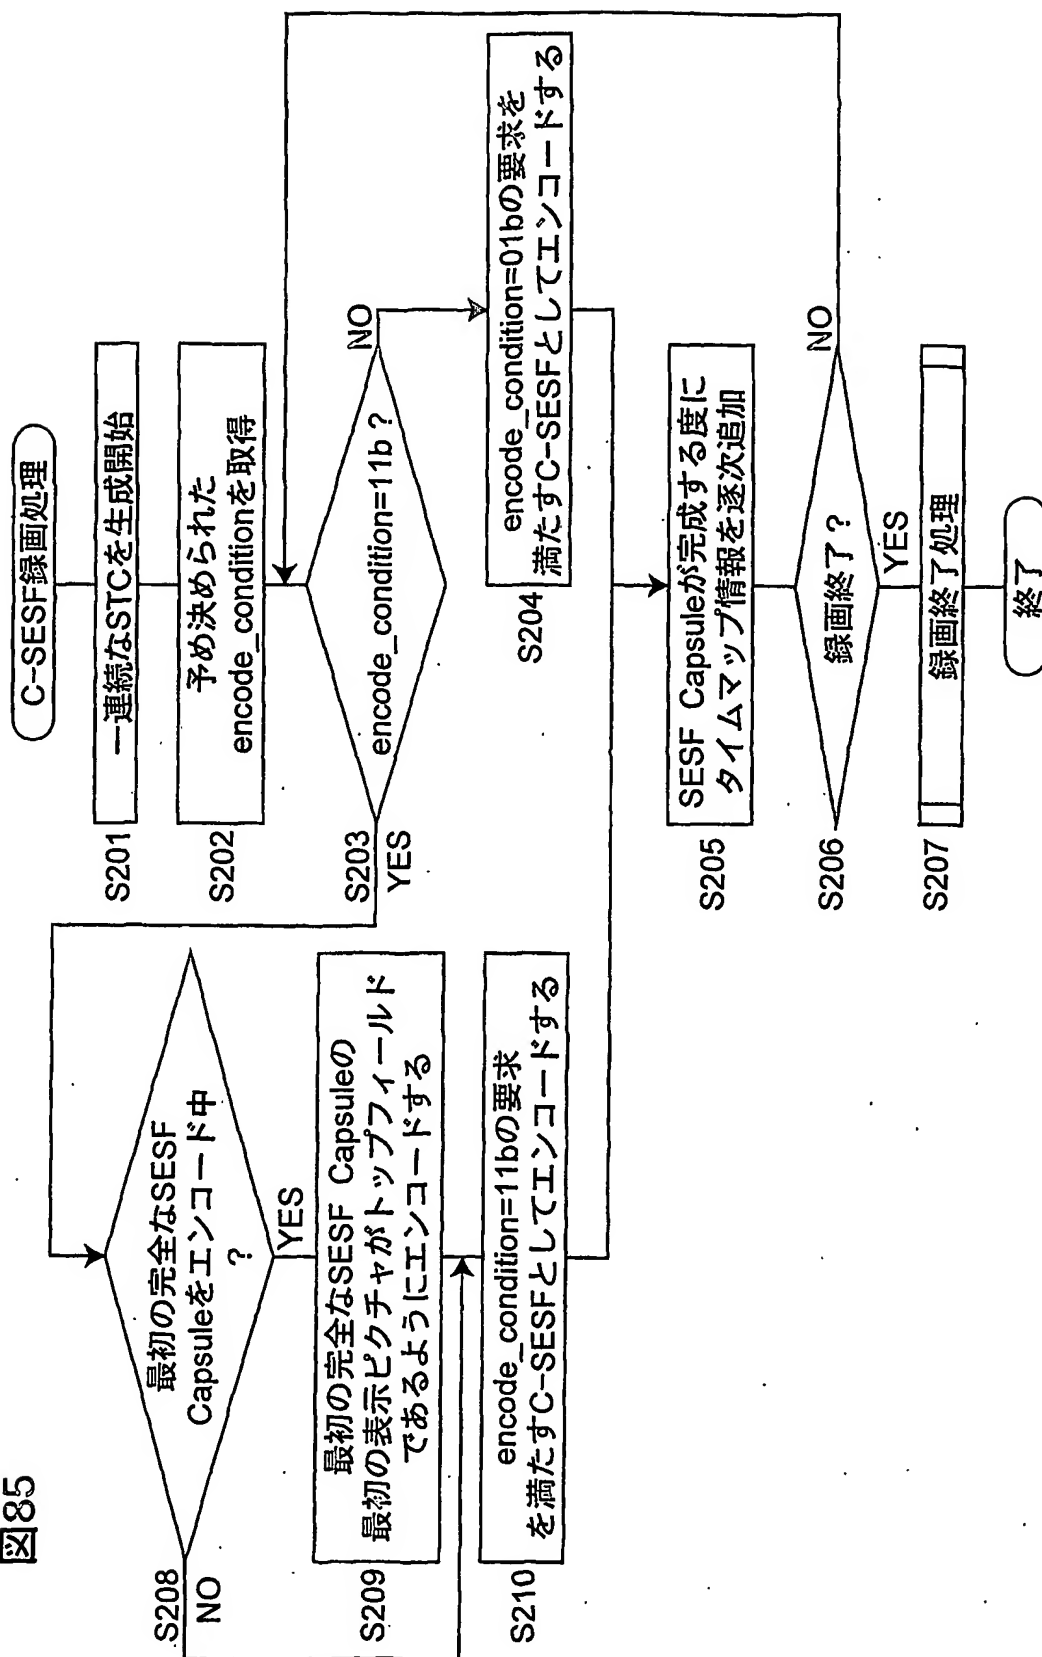 図85
C-SESF録画処理
S201
一連続なSTCを生成開始
S202
予め決められた
encode_conditionを取得
S203
encode_condition=11b？
YES
NO
S204
encode_condition=01bの要求を
満たすC-SESFとしてエンコードする
S205
SESF Capsuleが完成する度に
タイムマップ情報を逐次追加
S206
録画終了？
NO
YES
S207
録画終了処理
終了
S208
最初の完全なSESF
Capsuleをエンコード中
？
NO
YES
S209
最初の完全なSESF Capsuleの
最初の表示ピクチャがトップフィールド
であるようにエンコードする
S210
encode_condition=11bの要求
を満たすC-SESFとしてエンコードする